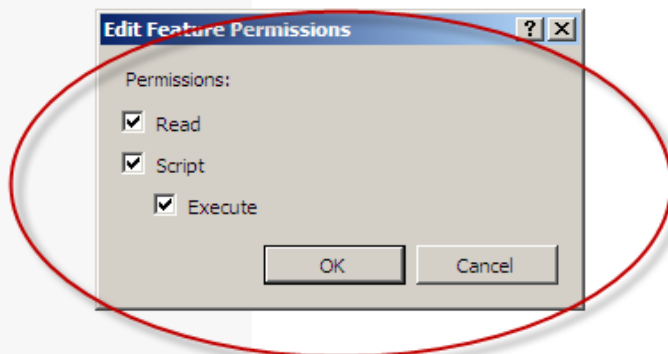 Edit Feature Permissions
Permissions:
Read
Script
Execute
OK Cancel